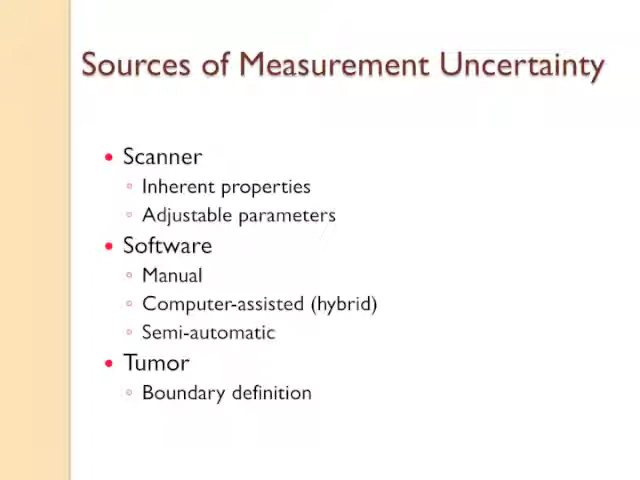 Sources of Measurement Uncertainty
• Scanner
◦ Inherent properties
◦ Adjustable parameters
• Software
◦ Manual
◦ Computer-assisted (hybrid)
◦ Semi-automatic
• Tumor
◦ Boundary definition